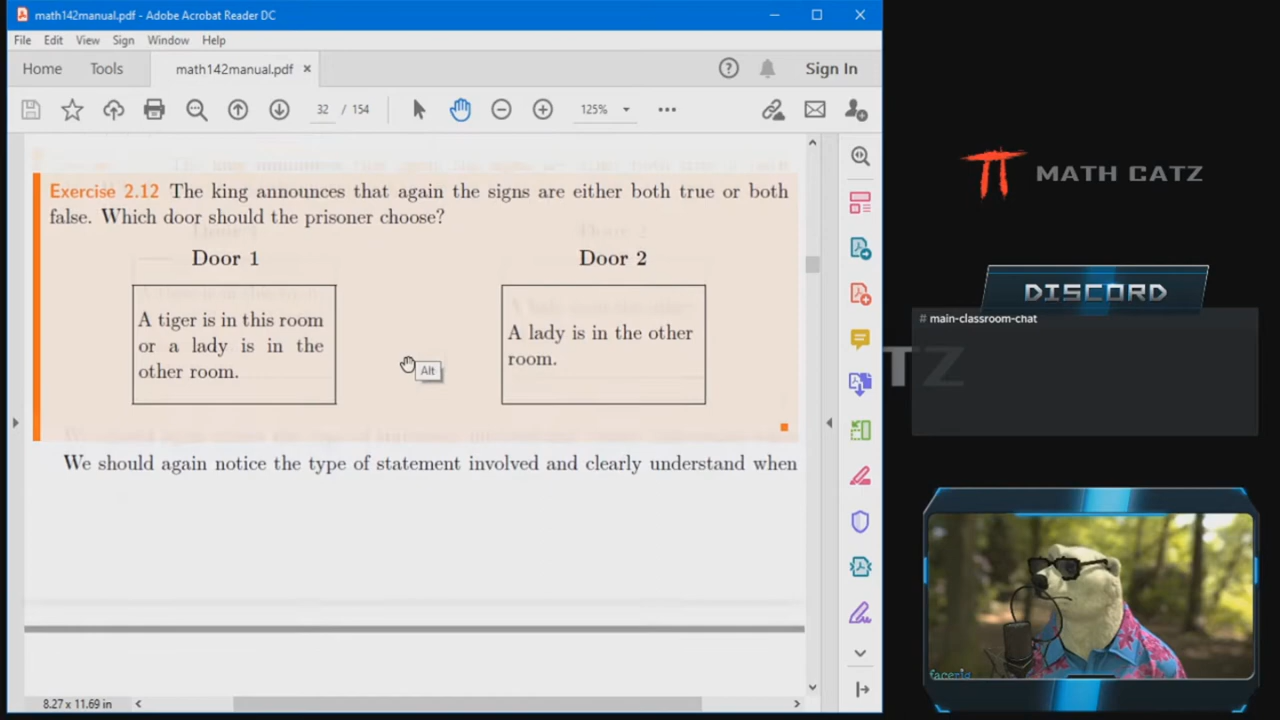 math142manual.pdf - Adobe Acrobat Reader DC
File Edit View Sign Window Help
Home Tools math142manual.pdf × Sign In
32 / 154 125%
Exercise 2.12 The king announces that again the signs are either both true or both
false. Which door should the prisoner choose?
Door 1 Door 2
A tiger is in this room
or a lady is in the
other room.
A lady is in the other
room.
Alt
We should again notice the type of statement involved and clearly understand when
8.27 x 11.69 in
MATH CATZ
DISCORD
# main-classroom-chat
TZ
facerig